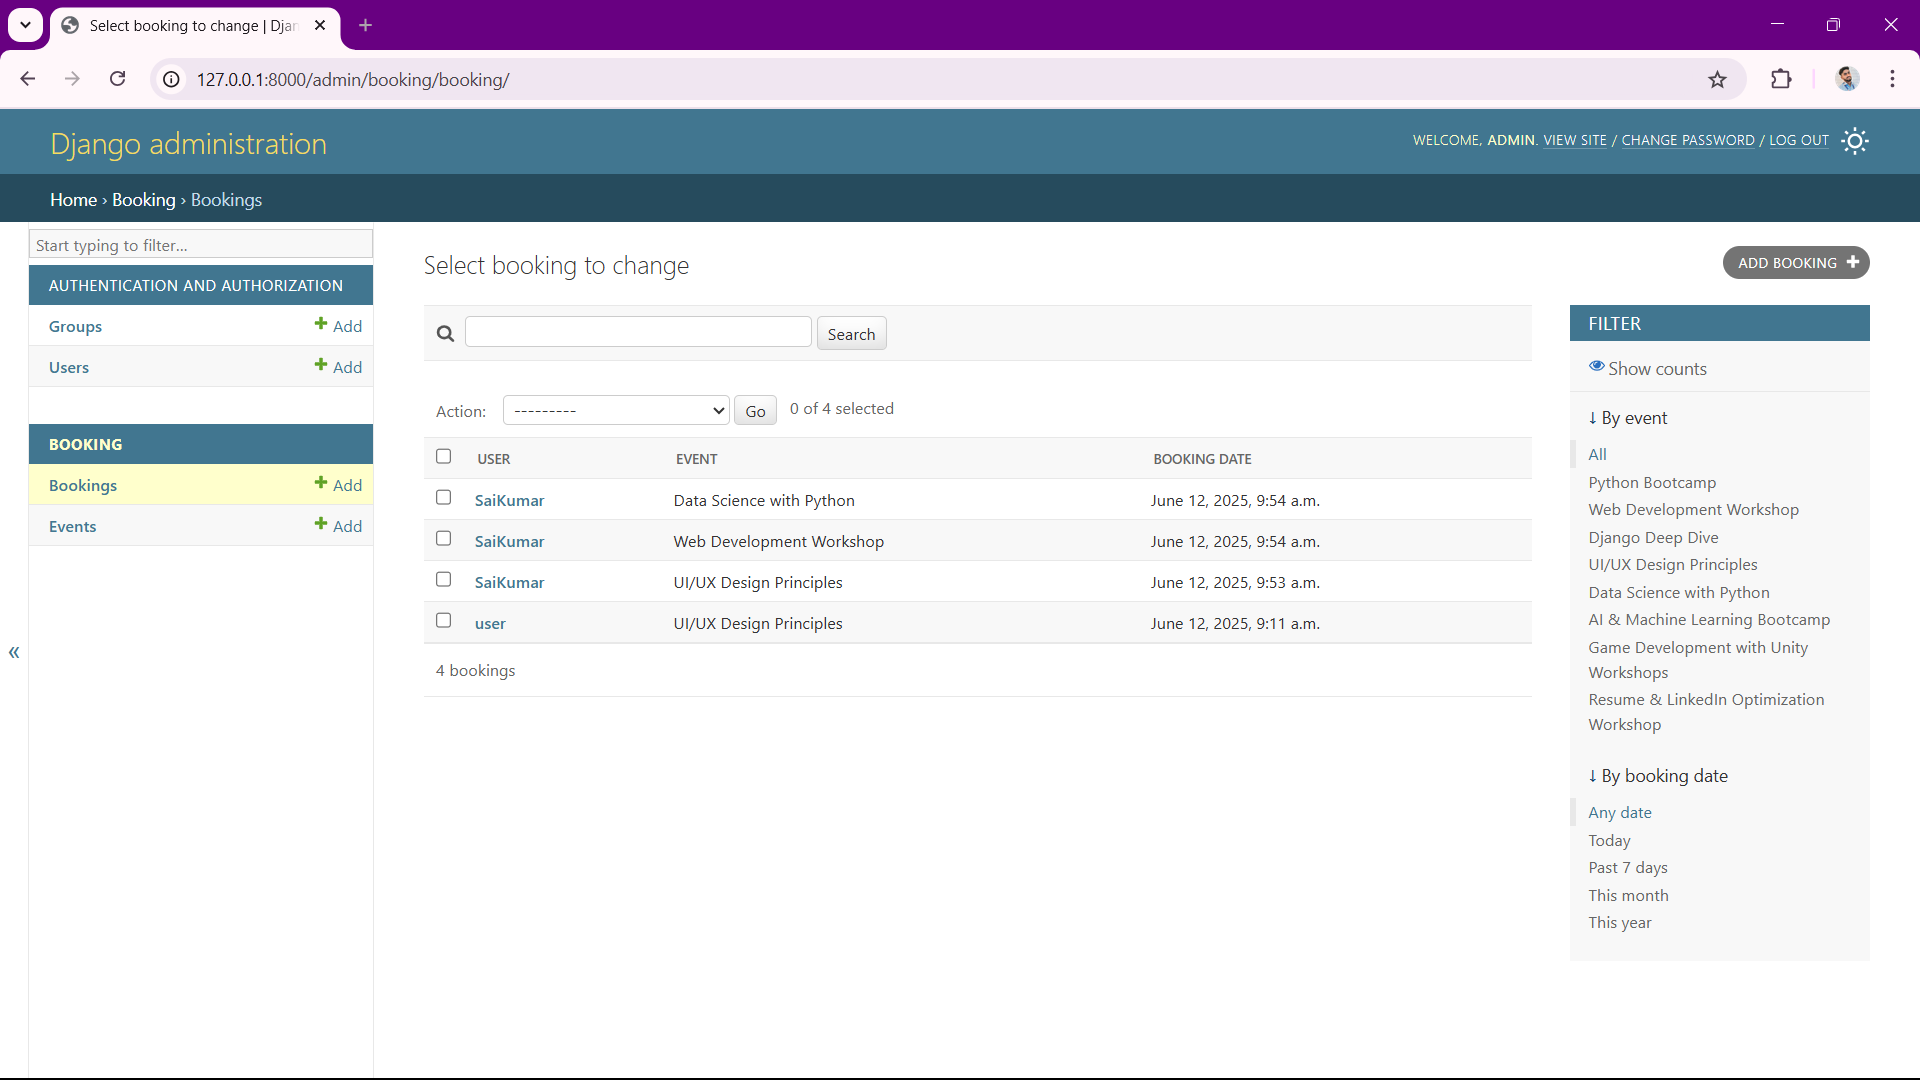 Select booking to change | Djan
127.0.0.1:8000/admin/booking/booking/
Django administration
WELCOME, ADMIN. VIEW SITE / CHANGE PASSWORD / LOG OUT
Home › Booking › Bookings
Start typing to filter...
AUTHENTICATION AND AUTHORIZATION
Groups Add
Users Add
BOOKING
Bookings Add
Events Add
«
Select booking to change
ADD BOOKING
Search
Action: --------- Go 0 of 4 selected
USER EVENT BOOKING DATE
SaiKumar Data Science with Python June 12, 2025, 9:54 a.m.
SaiKumar Web Development Workshop June 12, 2025, 9:54 a.m.
SaiKumar UI/UX Design Principles June 12, 2025, 9:53 a.m.
user UI/UX Design Principles June 12, 2025, 9:11 a.m.
4 bookings
FILTER
Show counts
↓ By event
All
Python Bootcamp
Web Development Workshop
Django Deep Dive
UI/UX Design Principles
Data Science with Python
AI & Machine Learning Bootcamp
Game Development with Unity
Workshops
Resume & LinkedIn Optimization
Workshop
↓ By booking date
Any date
Today
Past 7 days
This month
This year